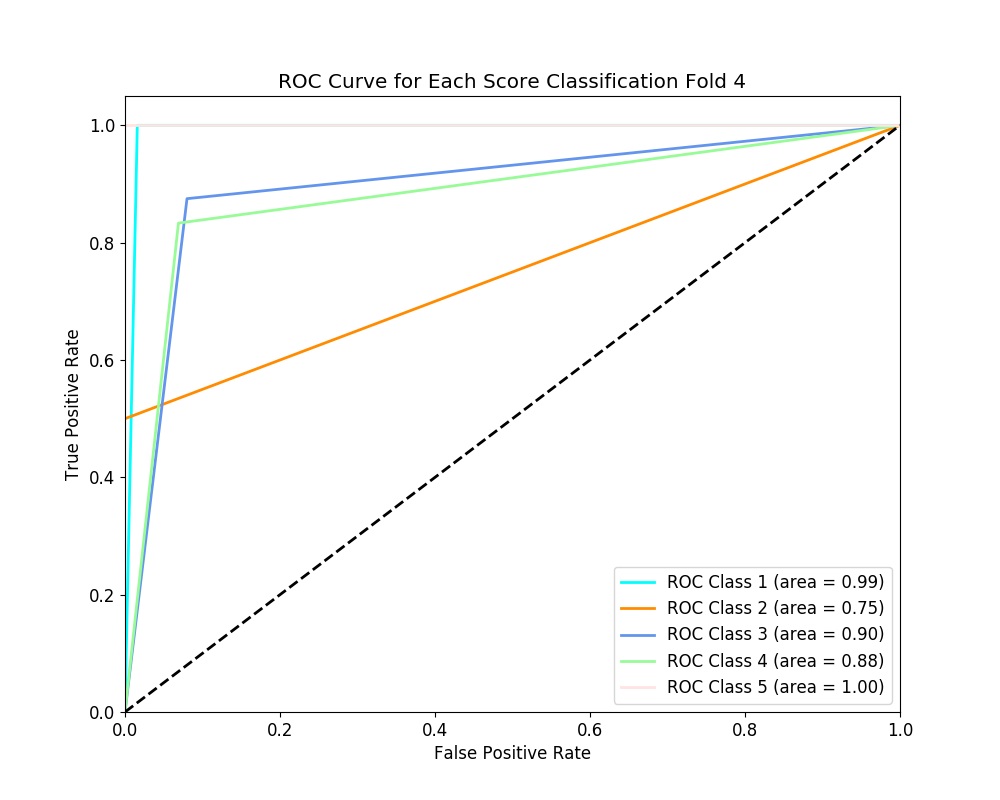 ROC Curve for Each Score Classification Fold 4
1.0
0.8
0.6
0.4
0.2
0.0
True Positive Rate
0.0 0.2 0.4 0.6 0.8 1.0
False Positive Rate
ROC Class 1 (area = 0.99)
ROC Class 2 (area = 0.75)
ROC Class 3 (area = 0.90)
ROC Class 4 (area = 0.88)
ROC Class 5 (area = 1.00)